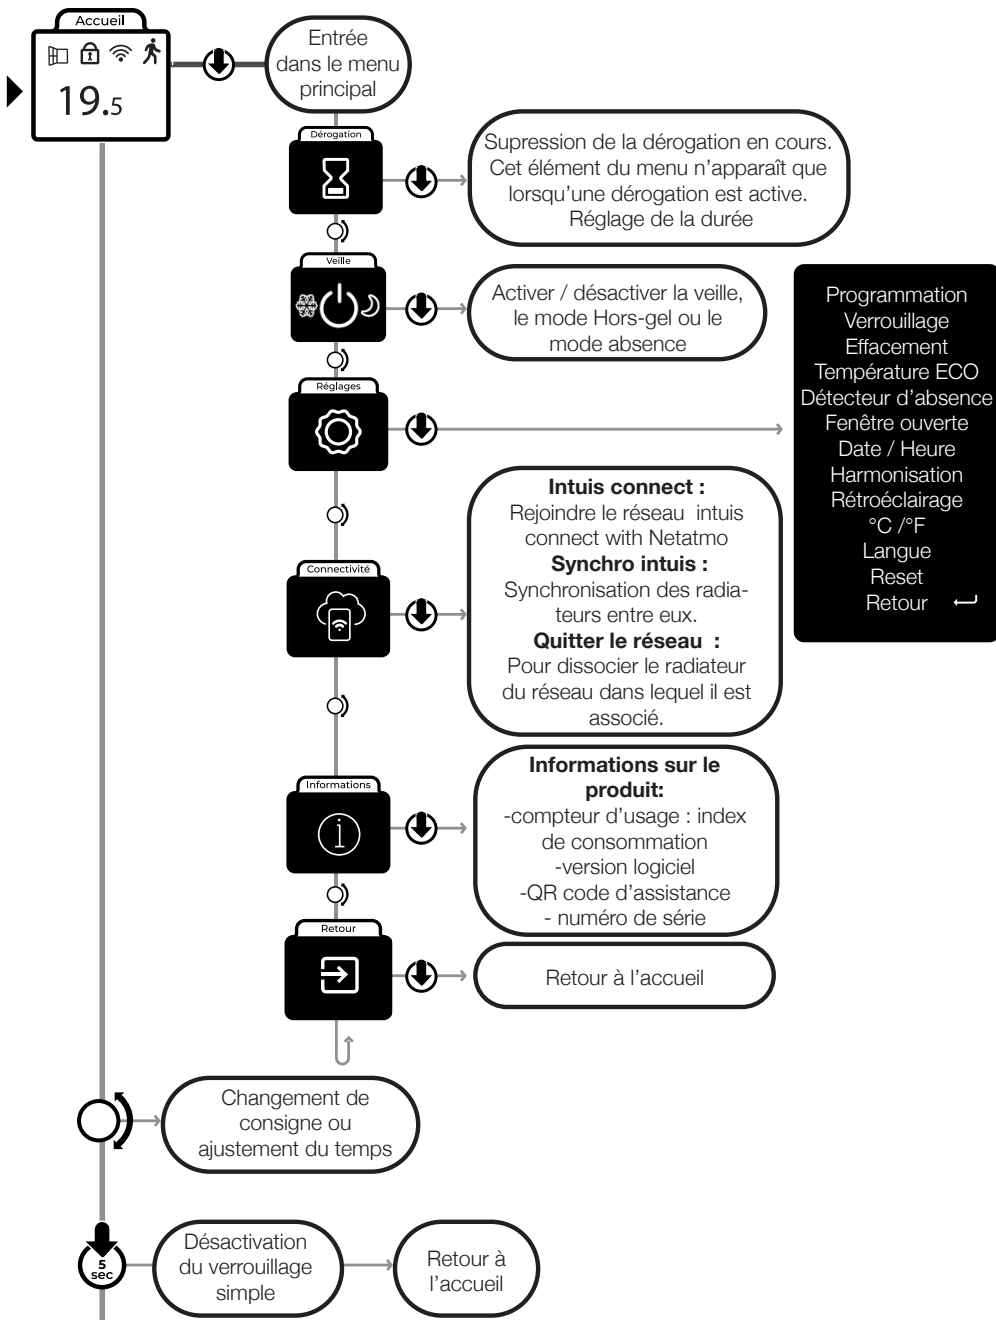 Accueil
19.5
Entrée
dans le menu
principal
Dérogation
Supression de la dérogation en cours.
Cet élément du menu n'apparaît que
lorsqu'une dérogation est active.
Réglage de la durée
Veille
Activer / désactiver la veille,
le mode Hors-gel ou le
mode absence
Réglages
Programmation
Verrouillage
Effacement
Température ECO
Détecteur d'absence
Fenêtre ouverte
Date / Heure
Harmonisation
Rétroéclairage
°C /°F
Langue
Reset
Retour
Connectivité
Intuis connect :
Rejoindre le réseau intuis
connect with Netatmo
Synchro intuis :
Synchronisation des radia-
teurs entre eux.
Quitter le réseau :
Pour dissocier le radiateur
du réseau dans lequel il est
associé.
Informations
Informations sur le
produit:
-compteur d'usage : index
de consommation
-version logiciel
-QR code d'assistance
- numéro de série
Retour
Retour à l'accueil
Changement de
consigne ou
ajustement du temps
5
sec
Désactivation
du verrouillage
simple
Retour à
l'accueil